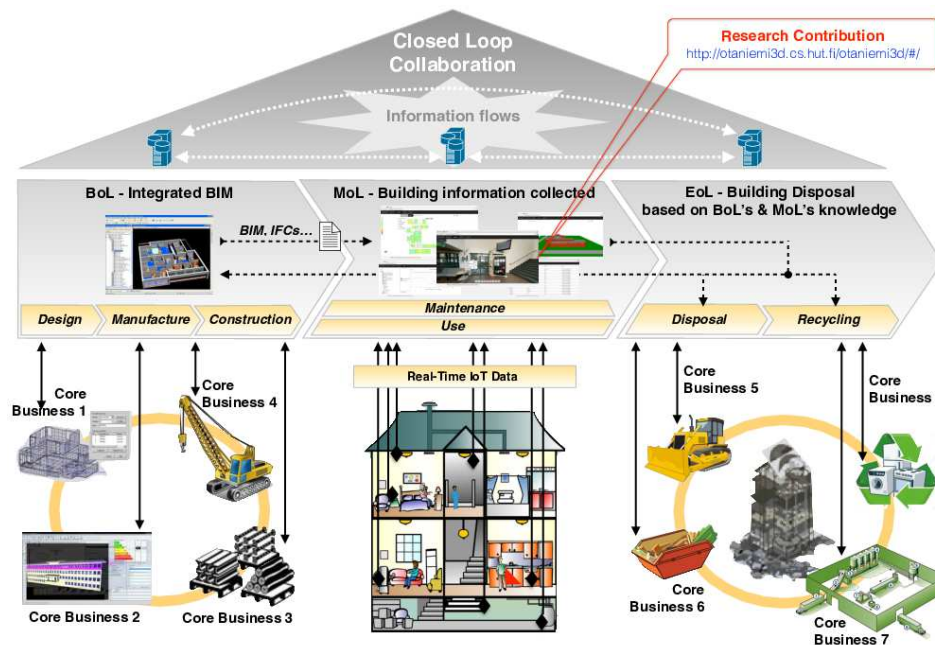 Closed Loop
Collaboration
Research Contribution
http://otaniemi3d.cs.hut.fi/otaniemi3d/#/
Information flows
BoL - Integrated BIM
MoL - Building information collected
EoL - Building Disposal
based on BoL's & MoL's knowledge
BIM, IFCs...
Design
Manufacture
Construction
Maintenance
Use
Disposal
Recycling
Real-Time IoT Data
Core
Business 1
Core
Business 4
Core Business 2
Core Business 3
Core
Business 5
Core
Business
Core
Business 6
Core
Business 7